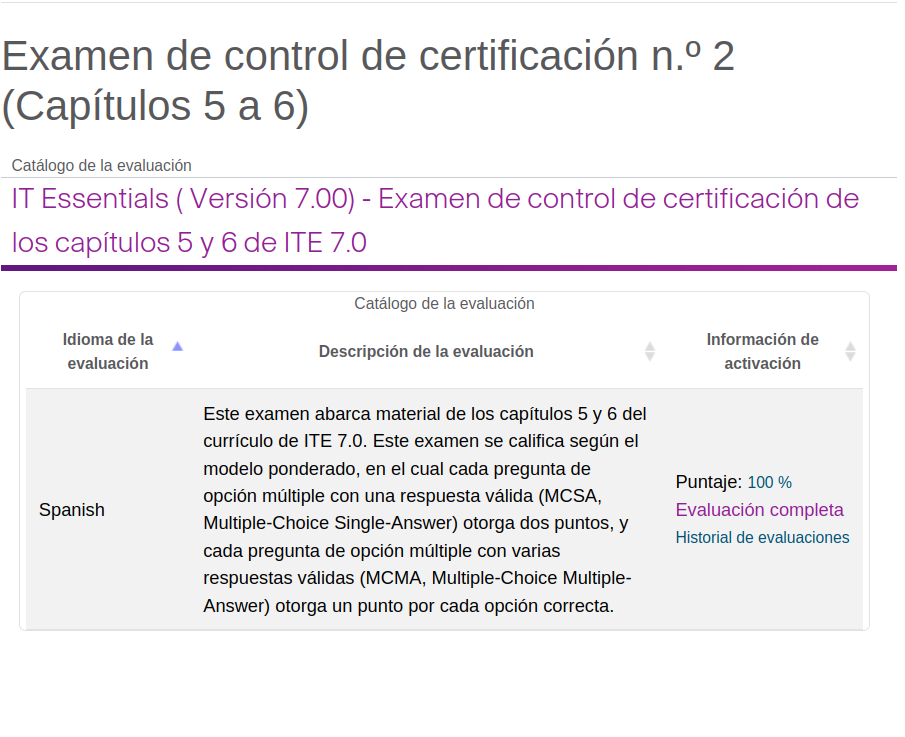 Examen de control de certificación n.º 2
(Capítulos 5 a 6)
Catálogo de la evaluación
IT Essentials ( Versión 7.00) - Examen de control de certificación de
los capítulos 5 y 6 de ITE 7.0
Catálogo de la evaluación
Idioma de la
evaluación
Descripción de la evaluación
Información de
activación
Spanish
Este examen abarca material de los capítulos 5 y 6 del
currículo de ITE 7.0. Este examen se califica según el
modelo ponderado, en el cual cada pregunta de
opción múltiple con una respuesta válida (MCSA,
Multiple-Choice Single-Answer) otorga dos puntos, y
cada pregunta de opción múltiple con varias
respuestas válidas (MCMA, Multiple-Choice Multiple-
Answer) otorga un punto por cada opción correcta.
Puntaje: 100 %
Evaluación completa
Historial de evaluaciones